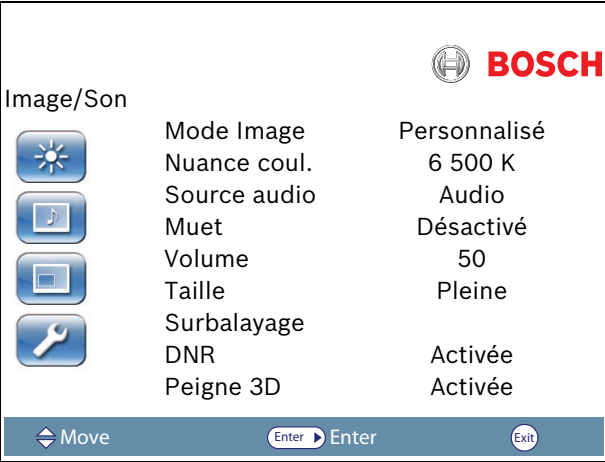 BOSCH
Image/Son
Mode Image Personnalisé
Nuance coul. 6 500 K
Source audio Audio
Muet Désactivé
Volume 50
Taille Pleine
Surbalayage
DNR Activée
Peigne 3D Activée
Move Enter Enter Exit